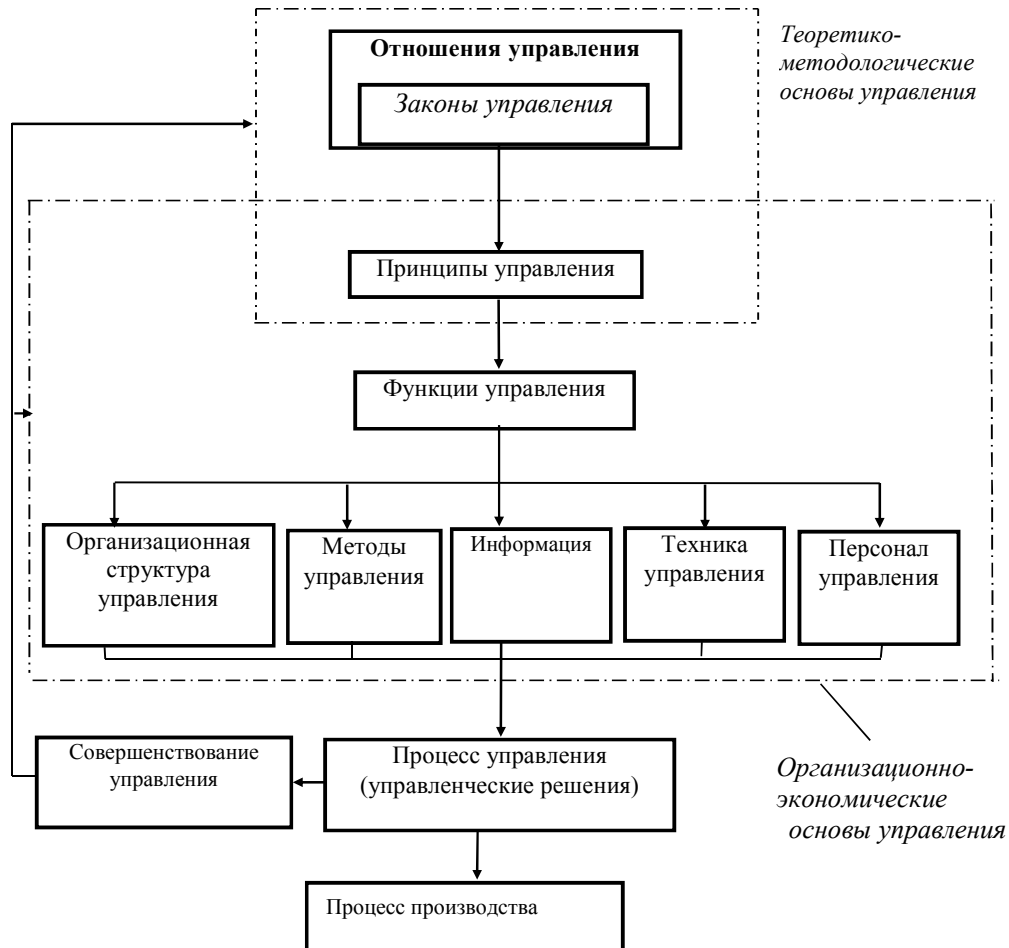 Отношения управления
Законы управления
Теоретико-
методологические
основы управления
Принципы управления
Функции управления
Организационная
структура
управления
Методы
управления
Информация
Техника
управления
Персонал
управления
Совершенствование
управления
Процесс управления
(управленческие решения)
Организационно-
экономические
основы управления
Процесс производства